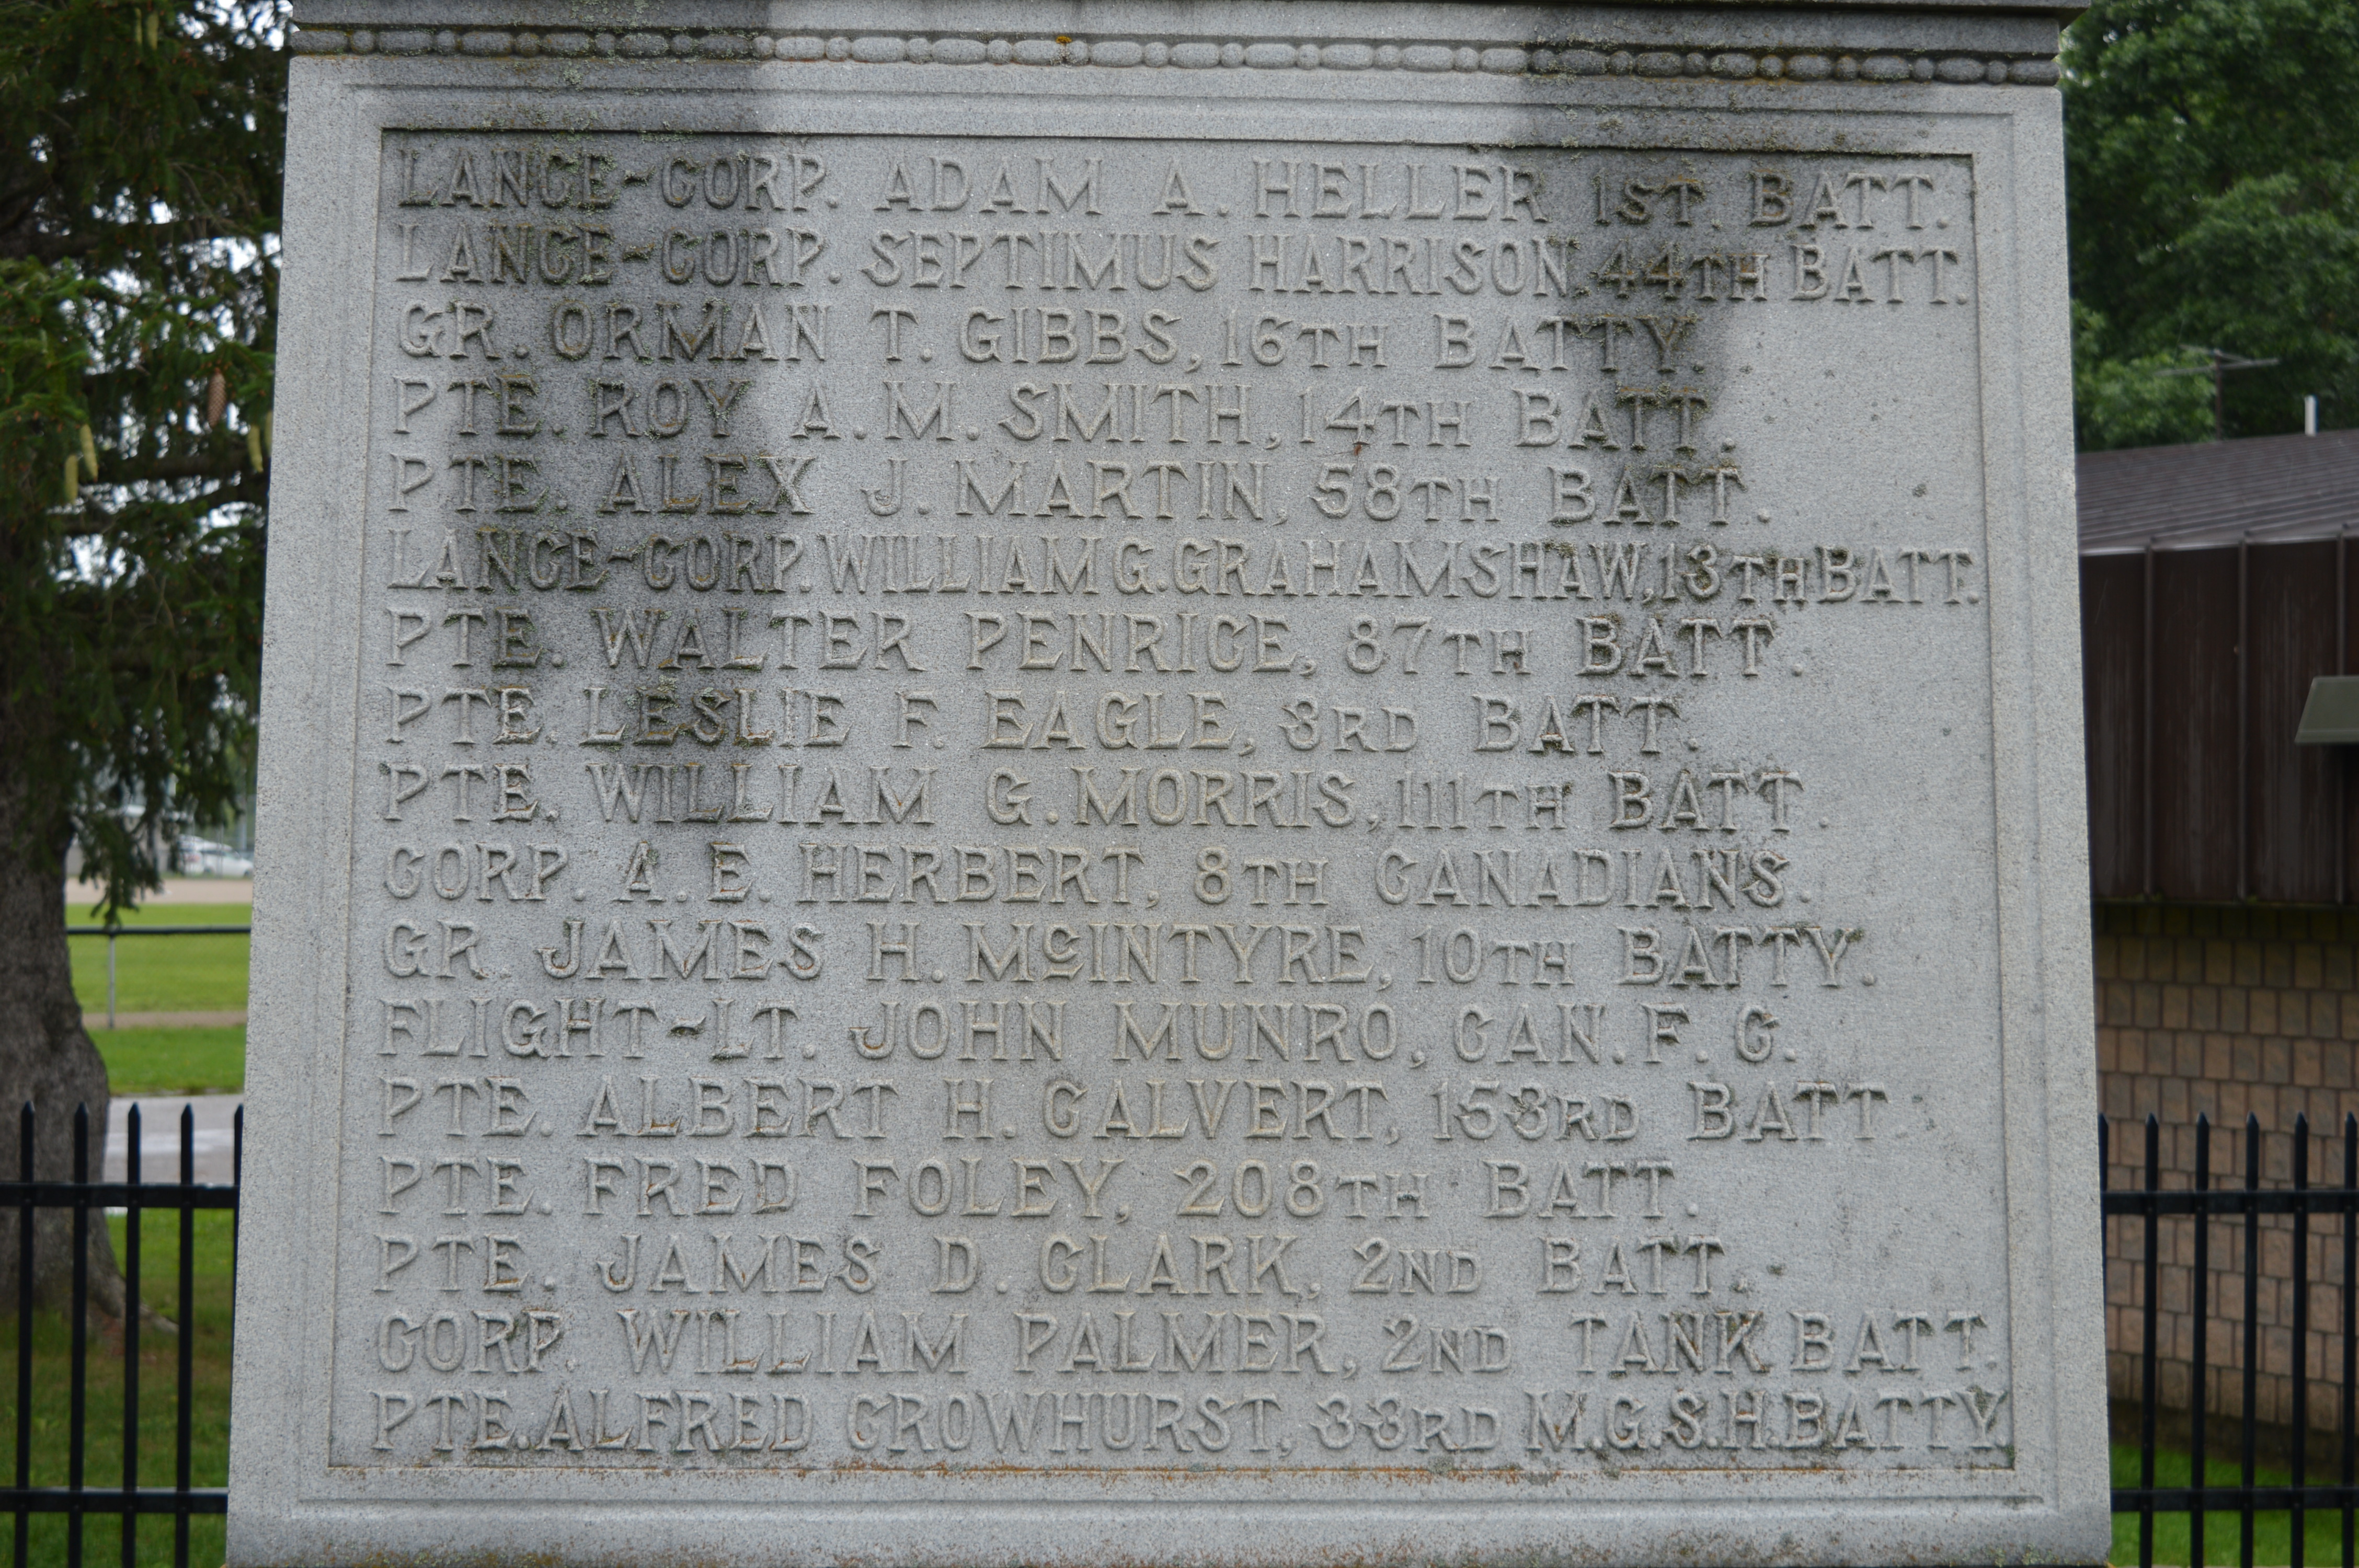 LANCE-CORP. ADAM A. HELLER 1ST. BATT.
LANCE-CORP. SEPTIMUS HARRISON. 44TH BATT.
GR. ORMAN T. GIBBS, 16TH BATTY.
PTE. ROY A. M. SMITH, 14TH BATT.
PTE. ALEX J. MARTIN, 58TH BATT.
LANCE-CORP. WILLIAM G. GRAHAMSHAW, 13TH BATT.
PTE. WALTER PENRICE, 87TH BATT.
PTE. LESLIE F. EAGLE, 3RD BATT.
PTE. WILLIAM G. MORRIS, 111TH BATT.
CORP. A. E. HERBERT, 8TH CANADIANS.
GR. JAMES H. McINTYRE, 10TH BATTY.
FLIGHT-LT. JOHN MUNRO, CAN. F. C.
PTE. ALBERT H. CALVERT, 153RD BATT.
PTE. FRED FOLEY, 208TH BATT.
PTE. JAMES D. CLARK, 2ND BATT.
CORP. WILLIAM PALMER, 2ND TANK BATT.
PTE. ALFRED CROWHURST, 33RD M.G.S.H. BATTY.